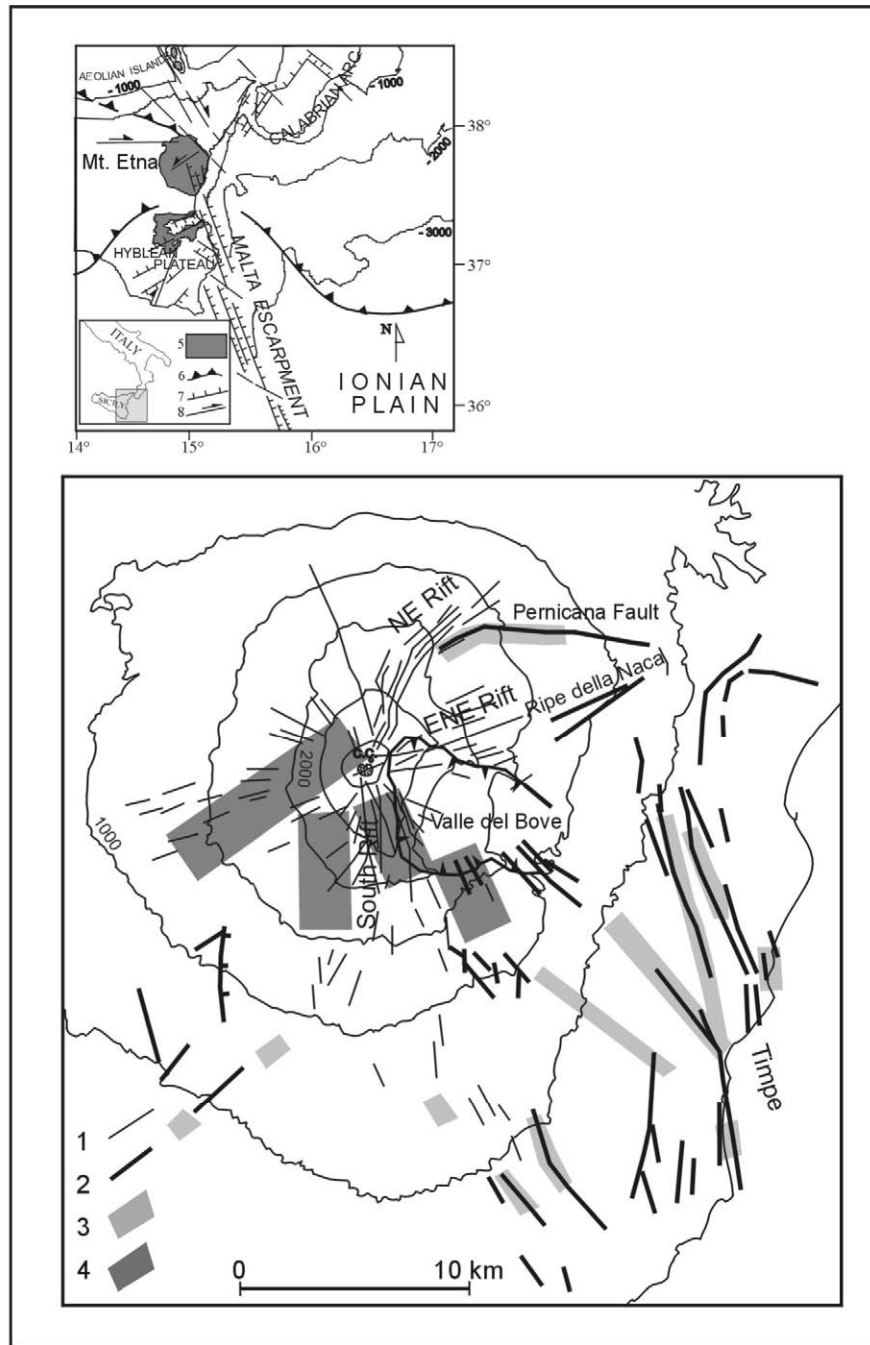 AEOLIAN ISLANDS
- 1000
CALABRIAN ARC
- 1000
38°
- 2000
Mt. Etna
- 3000
HYBLEAN
PLATEAU
37°
MALTA ESCARPMENT
N
ITALY
SICILY
5
6
7
8
IONIAN
PLAIN
36°
14°
15°
16°
17°
NE Rift
Pernicana Fault
ENE Rift
Ripe della Naca
C.C.
2000
1000
Valle del Bove
South Rift
Timpe
1
2
3
4
0
10 km